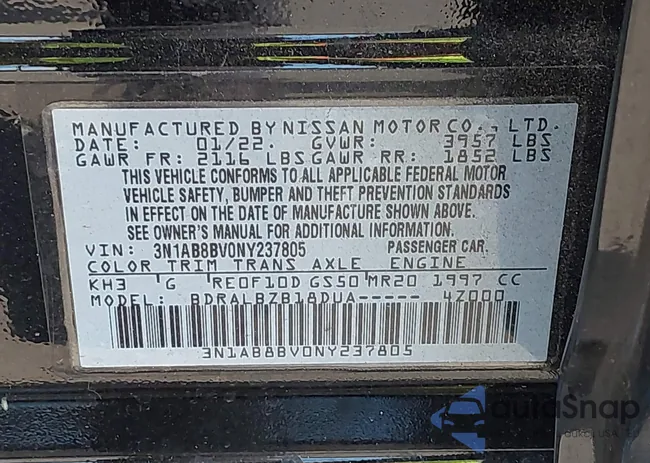 MANUFACTURED BY NISSAN MOTOR CO., LTD.
DATE: 01/22. GVWR: 3957 LBS
GAWR FR: 2116 LBS GAWR RR: 1852 LBS
THIS VEHICLE CONFORMS TO ALL APPLICABLE FEDERAL MOTOR
VEHICLE SAFETY, BUMPER AND THEFT PREVENTION STANDARDS
IN EFFECT ON THE DATE OF MANUFACTURE SHOWN ABOVE.
SEE OWNER'S MANUAL FOR ADDITIONAL INFORMATION.
VIN: 3N1AB8BV0NY237805 PASSENGER CAR.
COLOR TRIM TRANS AXLE ENGINE
KH3 G RE0F10D GS50 MR20 1997 CC
MODEL: BDRALBZB18DUA----- 4Z000
3N1AB8BV0NY237805
AutoSnap